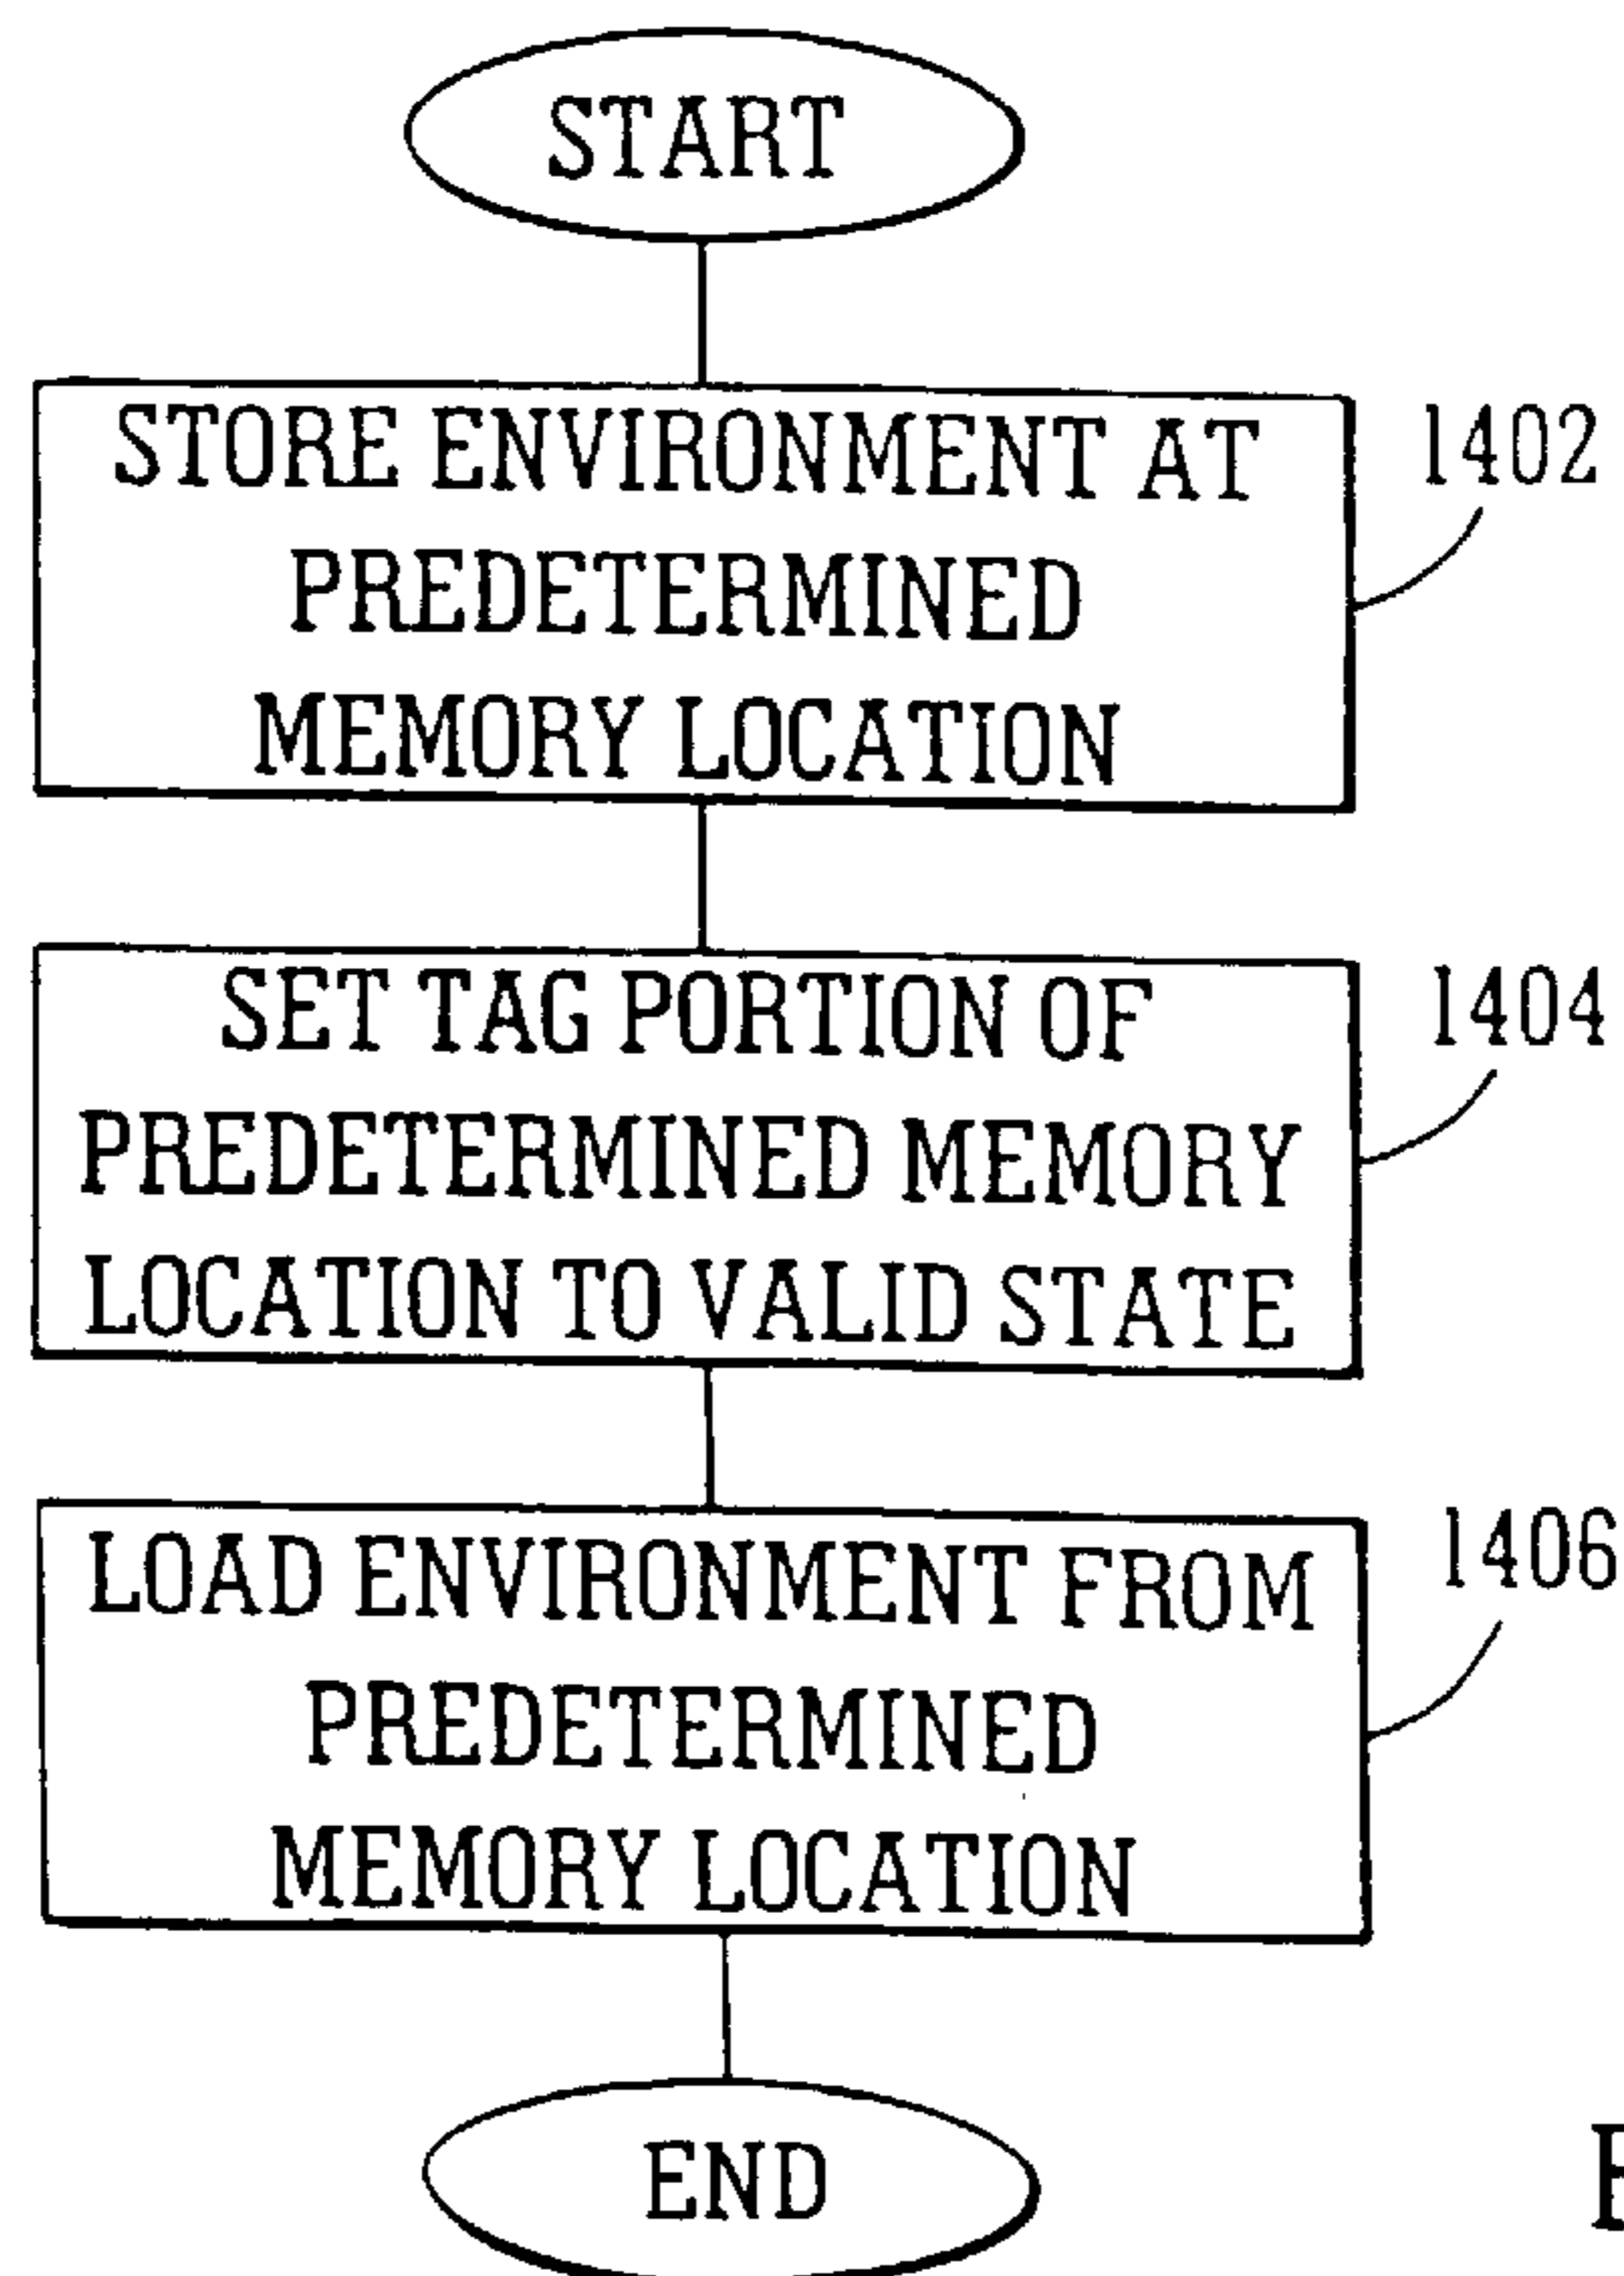 START
STORE ENVIRONMENT AT
PREDETERMINED
MEMORY LOCATION
1402
SET TAG PORTION OF
PREDETERMINED MEMORY
LOCATION TO VALID STATE
1404
LOAD ENVIRONMENT FROM
PREDETERMINED
MEMORY LOCATION
1406
END